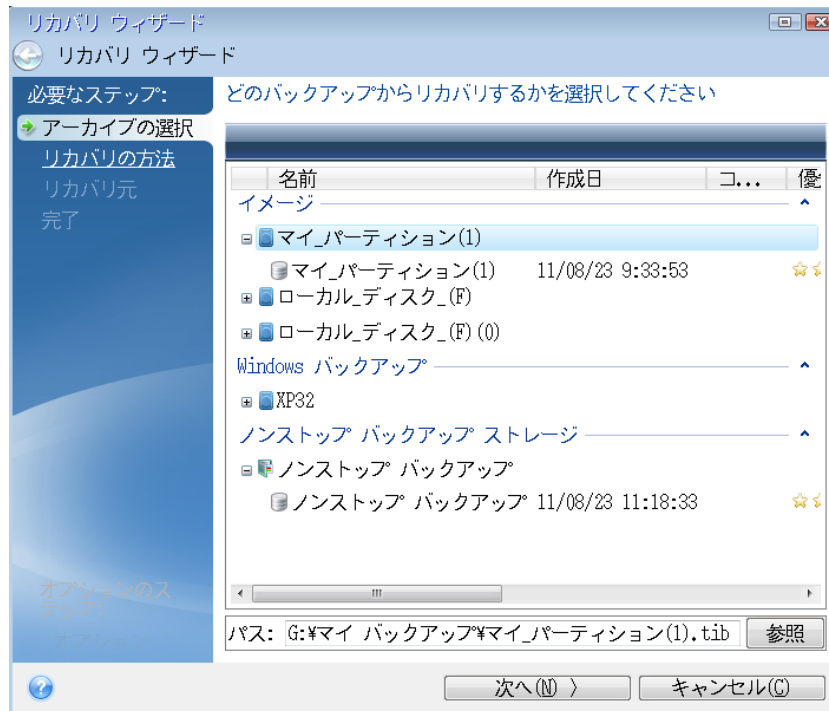 リカバリ ウィザード
リカバリ ウィザード
必要なステップ:
アーカイブの選択
リカバリの方法
リカバリ元
完了
どのバックアップからリカバリするかを選択してください
名前 作成日 コ... 優
イメージ
マイ_パーティション(1)
マイ_パーティション(1) 11/08/23 9:33:53
ローカル_ディスク_(F)
ローカル_ディスク_(F)(0)
Windows バックアップ
XP32
ノンストップ バックアップ ストレージ
ノンストップ バックアップ
ノンストップ バックアップ 11/08/23 11:18:33
オプションのス
テップ:
パス: G:¥マイ バックアップ¥マイ_パーティション(1).tib 参照
次へ(N) 〉 キャンセル(C)